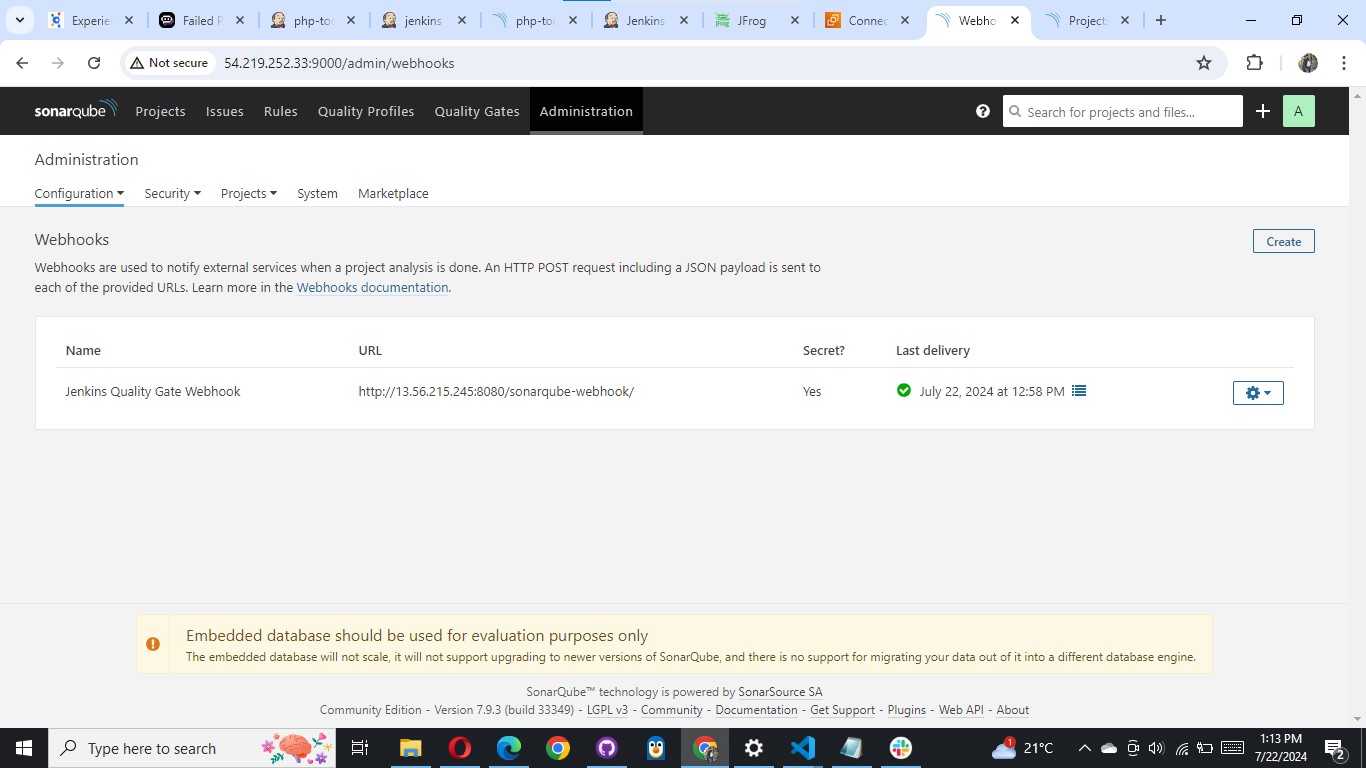 Experie
Failed P
php-too
jenkins
php-too
Jenkins
JFrog
Connec
Webho
Projects
Not secure
54.219.252.33:9000/admin/webhooks
sonarqube
Projects
Issues
Rules
Quality Profiles
Quality Gates
Administration
Search for projects and files...
A
Administration
Configuration
Security
Projects
System
Marketplace
Webhooks
Create
Webhooks are used to notify external services when a project analysis is done. An HTTP POST request including a JSON payload is sent to
each of the provided URLs. Learn more in the Webhooks documentation.
Name
URL
Secret?
Last delivery
Jenkins Quality Gate Webhook
http://13.56.215.245:8080/sonarqube-webhook/
Yes
July 22, 2024 at 12:58 PM
Embedded database should be used for evaluation purposes only
The embedded database will not scale, it will not support upgrading to newer versions of SonarQube, and there is no support for migrating your data out of it into a different database engine.
SonarQube™ technology is powered by SonarSource SA
Community Edition - Version 7.9.3 (build 33349) - LGPL v3 - Community - Documentation - Get Support - Plugins - Web API - About
Type here to search
1
21°C
1:13 PM
7/22/2024
2